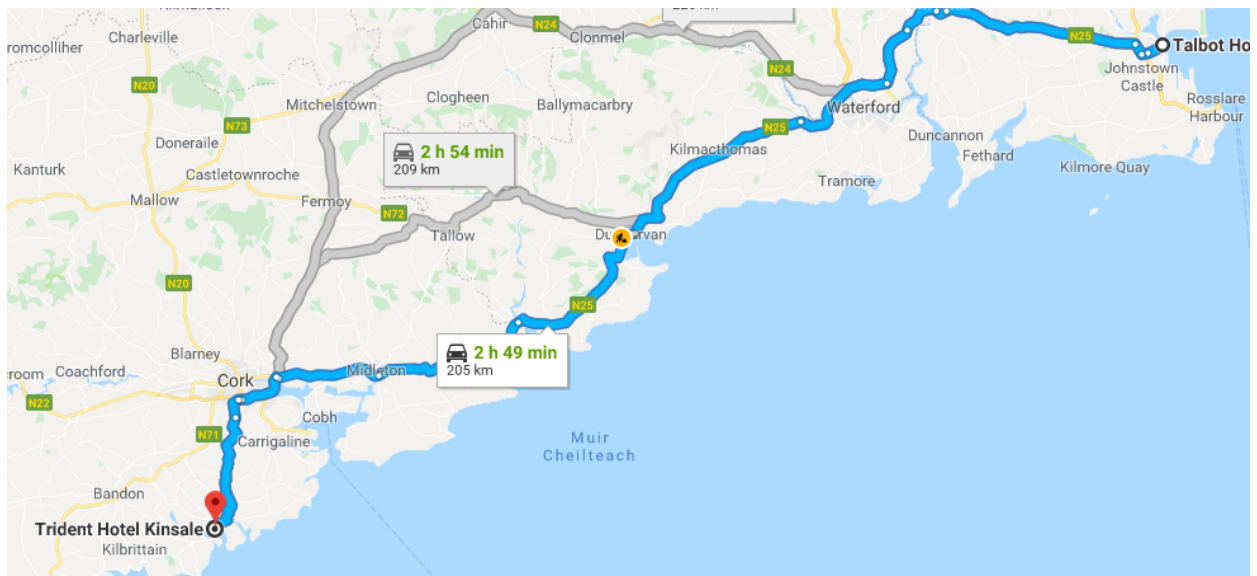 Cahir
N24
Clonmel
romcolliher
Charleville
N25
Talbot Ho
N20
N24
Johnstown
Castle
Mitchelstown
Clogheen
Ballymacarbry
Waterford
Rosslare
Harbour
N73
N25
Doneraile
Duncannon
Kilmacthomas
Fethard
2 h 54 min
209 km
Kanturk
Castletownroche
Kilmore Quay
Tramore
Mallow
Fermoy
N72
Tallow
N20
N25
Blarney
2 h 49 min
205 km
room
Coachford
Midleton
Cork
N22
Cobh
N71
Carrigaline
Muir
Cheilteach
Bandon
Trident Hotel Kinsale
Kilbrittain